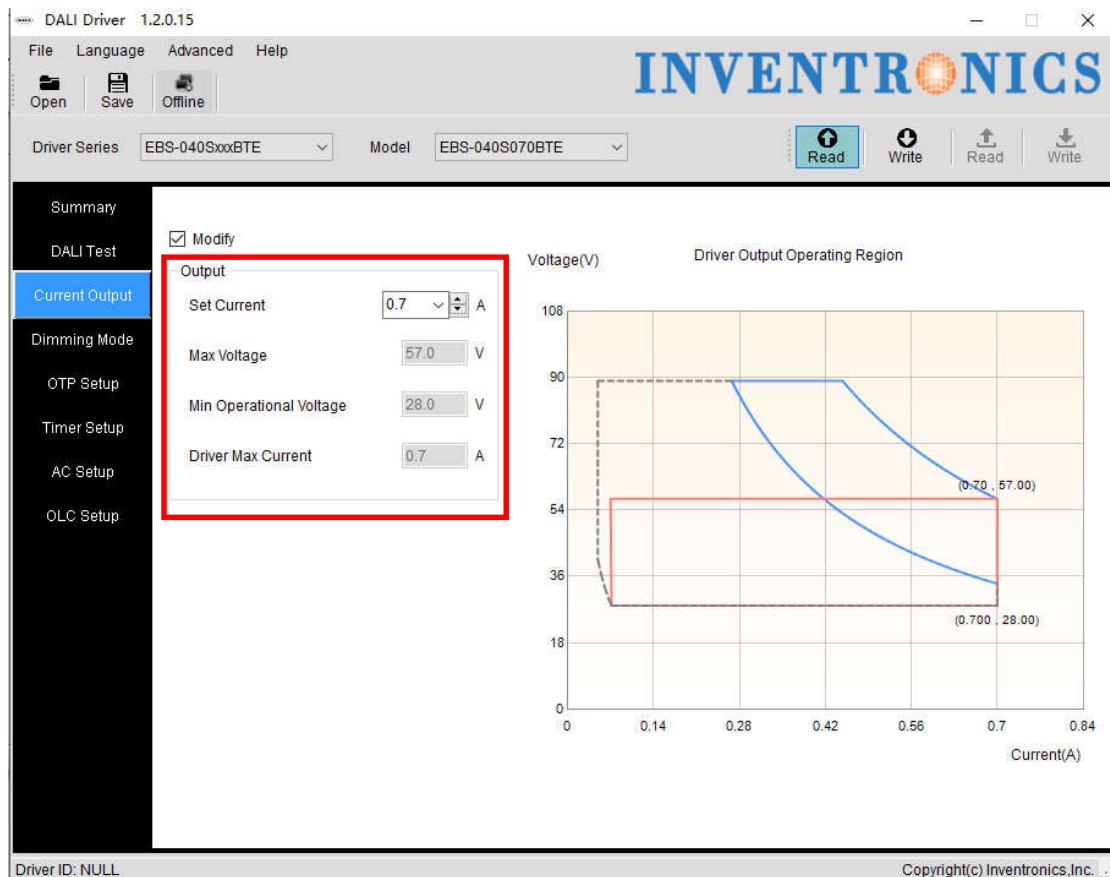 DALI Driver 1.2.0.15
File Language Advanced Help
INVENTRONICS
Open Save Offline
Driver Series EBS-040SxxxBTE Model EBS-040S070BTE Read Write Read Write
Summary
DALI Test
Current Output
Dimming Mode
OTP Setup
Timer Setup
AC Setup
OLC Setup
Modify
Output
Set Current 0.7 A
Max Voltage 57.0 V
Min Operational Voltage 28.0 V
Driver Max Current 0.7 A
Voltage(V) Driver Output Operating Region
108
90
72
(0.70 , 57.00)
54
36
(0.700 , 28.00)
18
0
0 0.14 0.28 0.42 0.56 0.7 0.84
Current(A)
Driver ID: NULL Copyright(c) Inventronics,Inc.